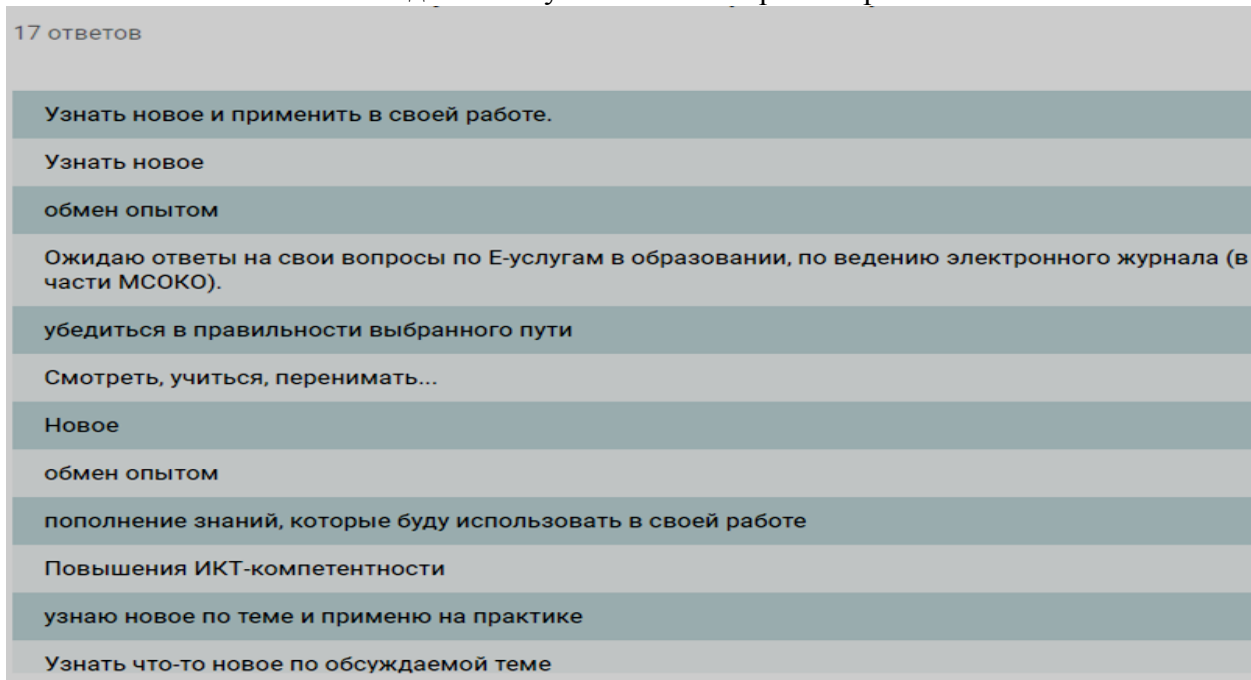 17 ответов
Узнать новое и применить в своей работе.
Узнать новое
обмен опытом
Ожидаю ответы на свои вопросы по Е-услугам в образовании, по ведению электронного журнала (в
части МСОКО).
убедиться в правильности выбранного пути
Смотреть, учиться, перенимать...
Новое
обмен опытом
пополнение знаний, которые буду использовать в своей работе
Повышения ИКТ-компетентности
узнаю новое по теме и применю на практике
Узнать что-то новое по обсуждаемой теме